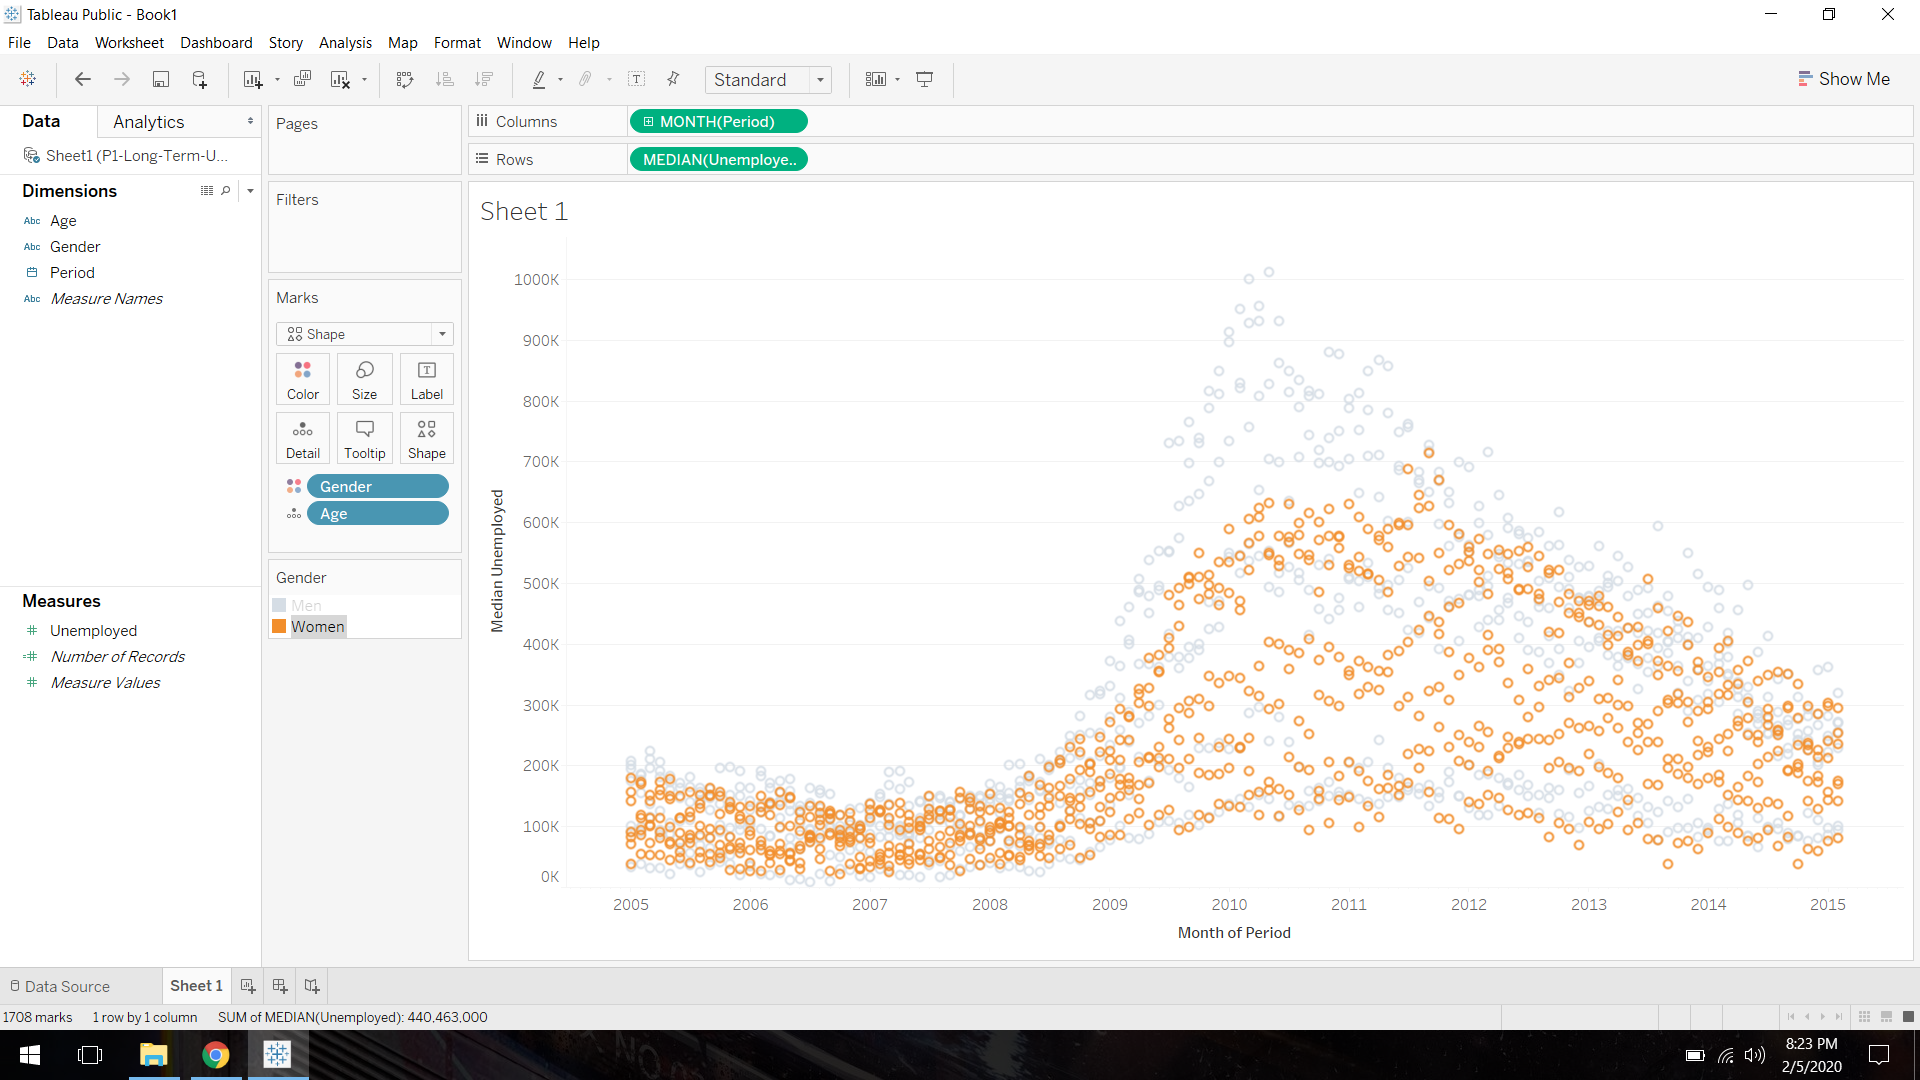 Tableau Public - Book1
File Data Worksheet Dashboard Story Analysis Map Format Window Help
Standard
Show Me
Data
Analytics
Sheet1 (P1-Long-Term-U...
Dimensions
Abc Age
Abc Gender
Period
Abc Measure Names
Measures
Unemployed
Number of Records
Measure Values
Pages
Filters
Marks
Shape
Color Size Label
Detail Tooltip Shape
Gender
Age
Gender
Men
Women
Columns
MONTH(Period)
Rows
MEDIAN(Unemploye..
Sheet 1
Median Unemployed
1000K
900K
800K
700K
600K
500K
400K
300K
200K
100K
0K
2005 2006 2007 2008 2009 2010 2011 2012 2013 2014 2015
Month of Period
Data Source
Sheet 1
1708 marks 1 row by 1 column SUM of MEDIAN(Unemployed): 440,463,000
8:23 PM
2/5/2020